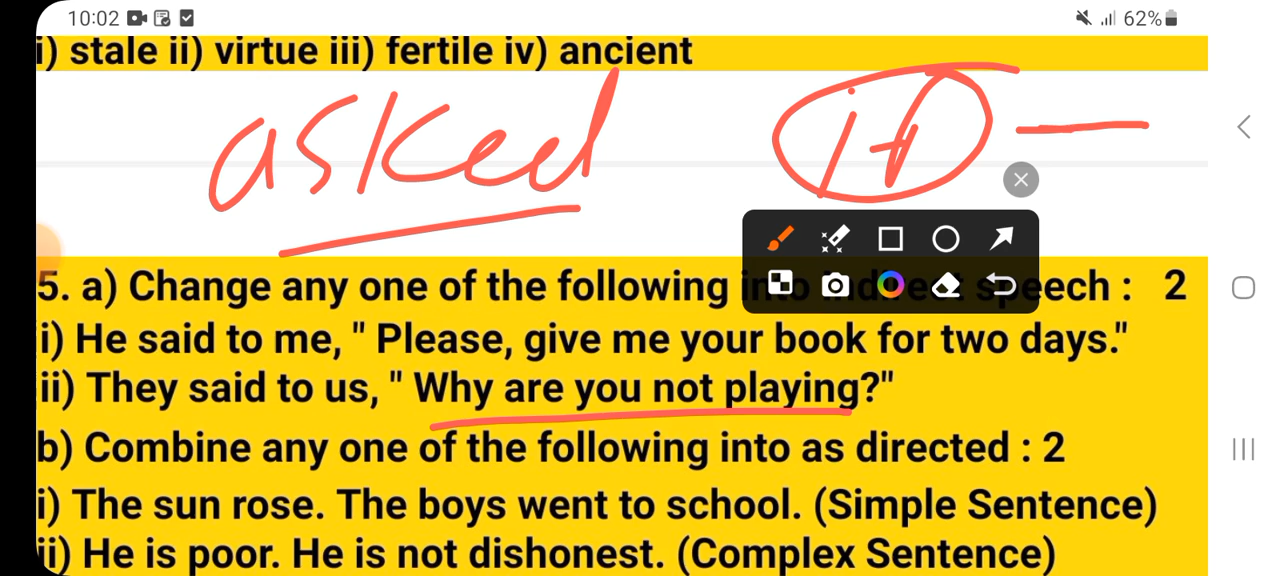 10:02 62%
i) stale ii) virtue iii) fertile iv) ancient
asked if
5. a) Change any one of the following into indirect speech : 2
i) He said to me, " Please, give me your book for two days."
ii) They said to us, " Why are you not playing?"
b) Combine any one of the following into as directed : 2
i) The sun rose. The boys went to school. (Simple Sentence)
ii) He is poor. He is not dishonest. (Complex Sentence)